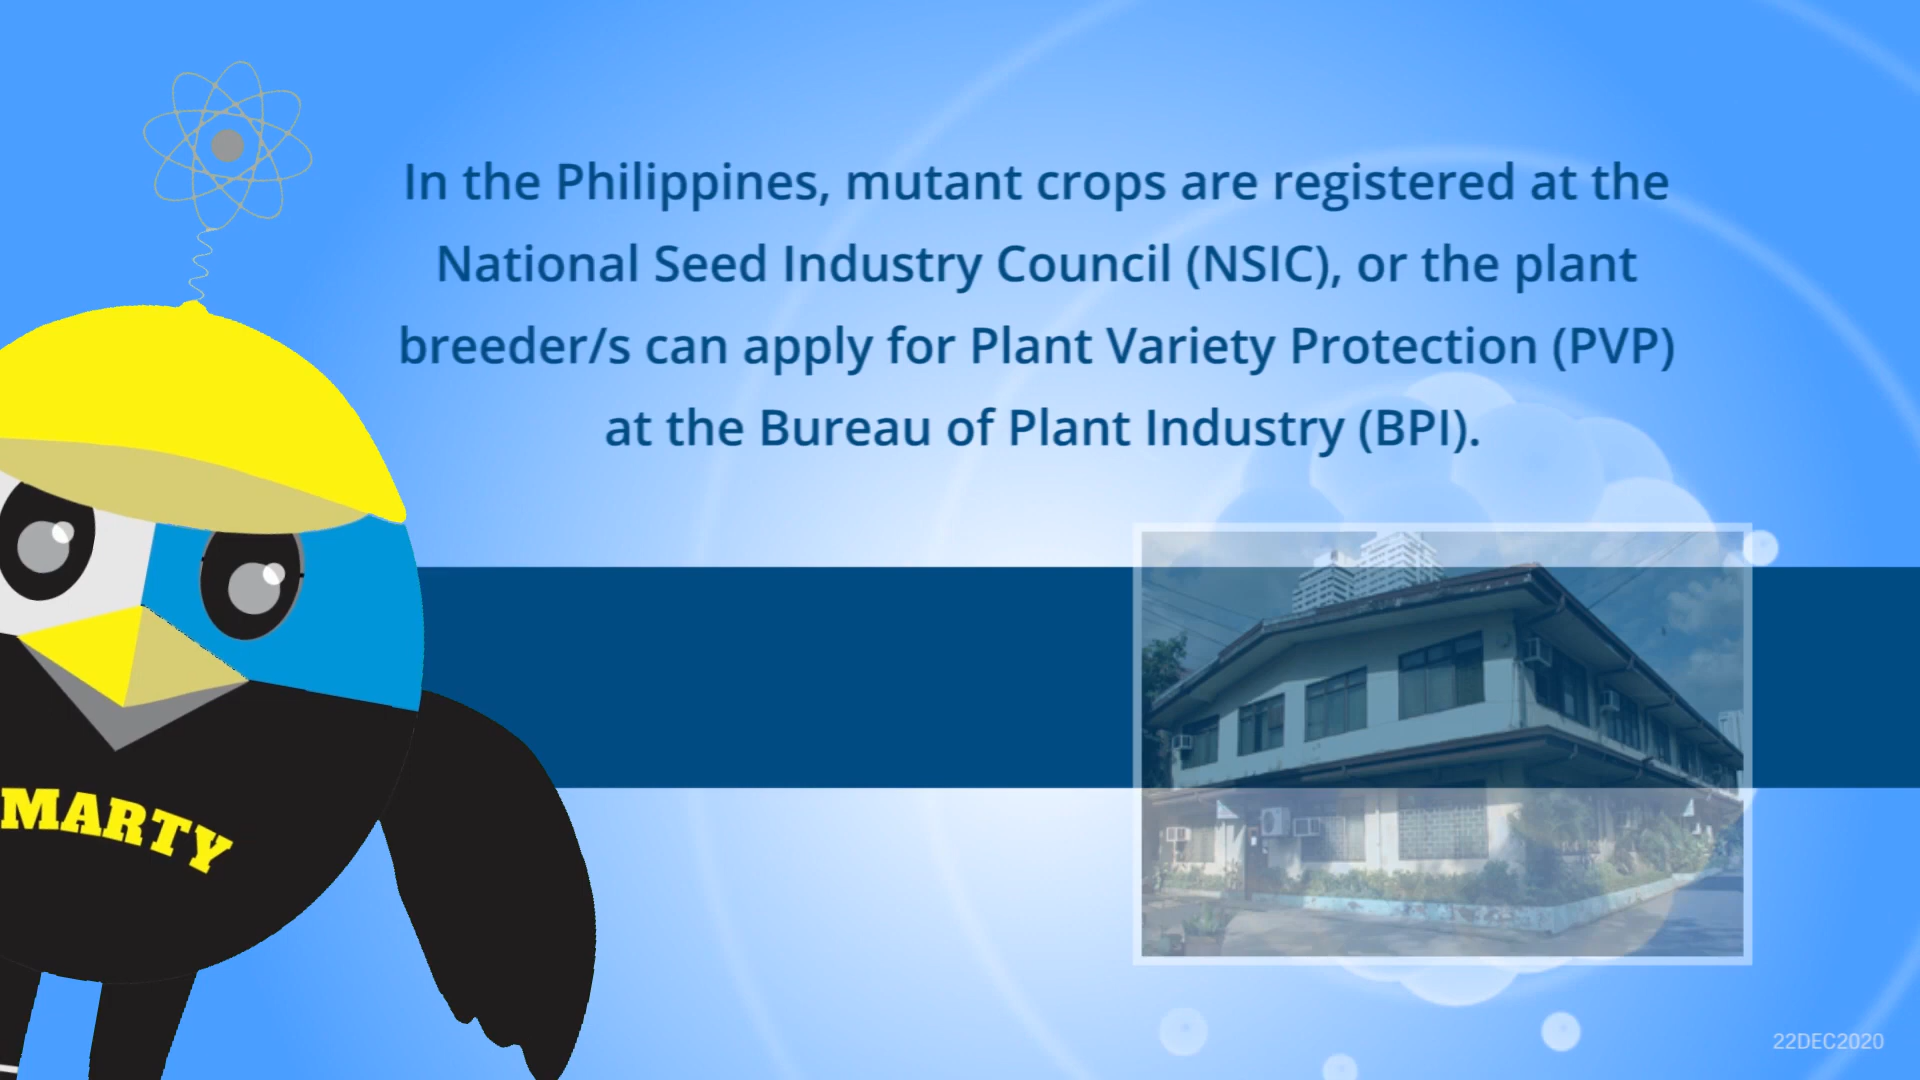 In the Philippines, mutant crops are registered at the
National Seed Industry Council (NSIC), or the plant
breeder/s can apply for Plant Variety Protection (PVP)
at the Bureau of Plant Industry (BPI).
MARTY
22DEC2020